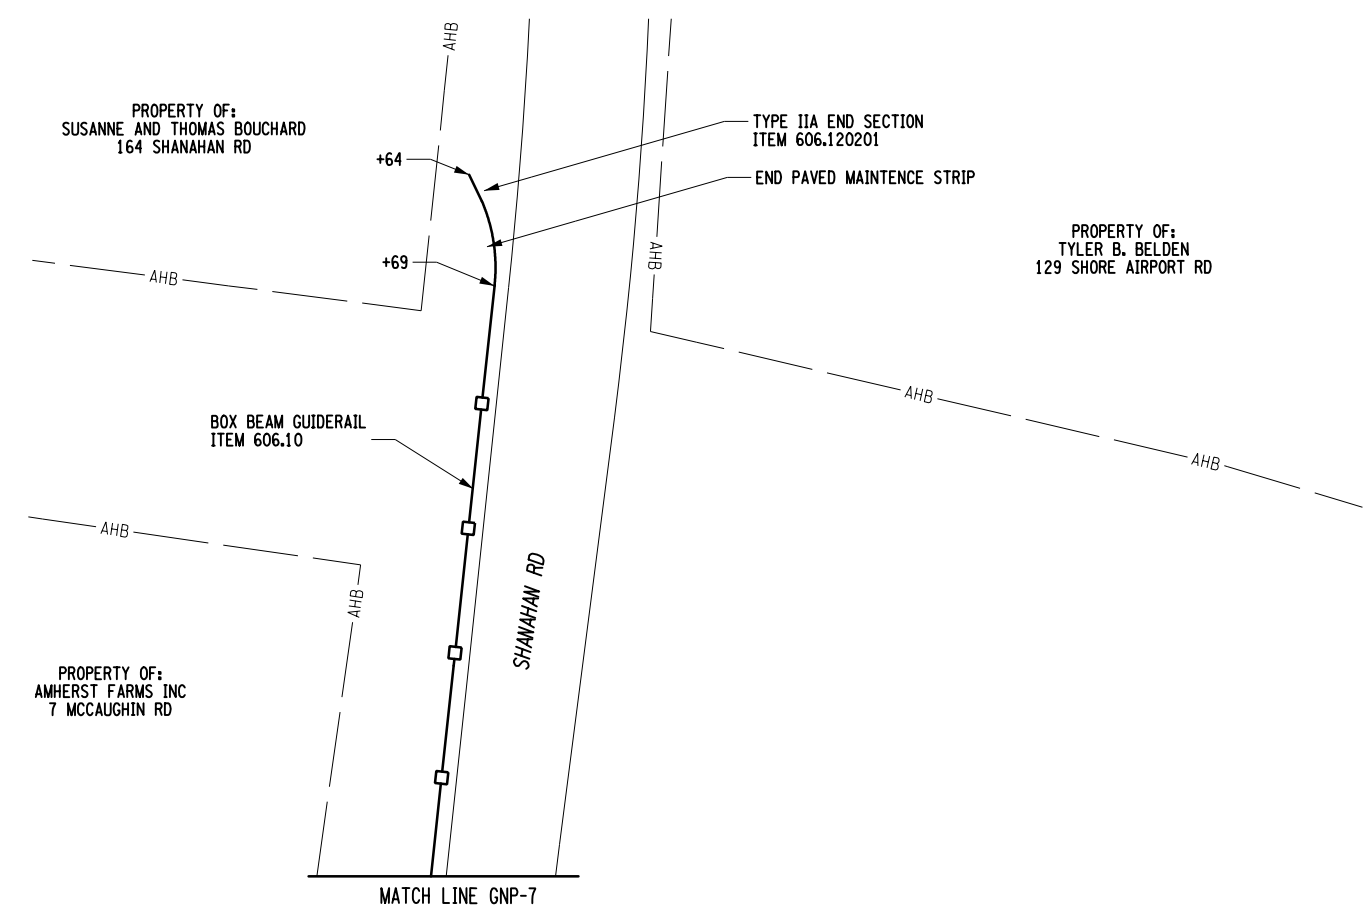 AHB
PROPERTY OF:
SUSANNE AND THOMAS BOUCHARD
164 SHANAHAN RD
TYPE IIA END SECTION
ITEM 606.120201
+64
END PAVED MAINTENCE STRIP
PROPERTY OF:
TYLER B. BELDEN
129 SHORE AIRPORT RD
AHB
+69
AHB
AHB
BOX BEAM GUIDERAIL
ITEM 606.10
AHB
AHB
AHB
SHANAHAN RD
PROPERTY OF:
AMHERST FARMS INC
7 MCCAUGHIN RD
MATCH LINE GNP-7